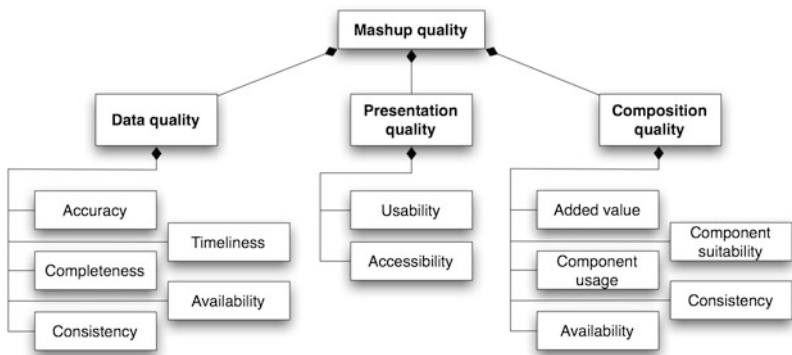 Mashup quality
Data quality
Presentation
quality
Composition
quality
Accuracy
Timeliness
Completeness
Availability
Consistency
Usability
Accessibility
Added value
Component
suitability
Component
usage
Consistency
Availability